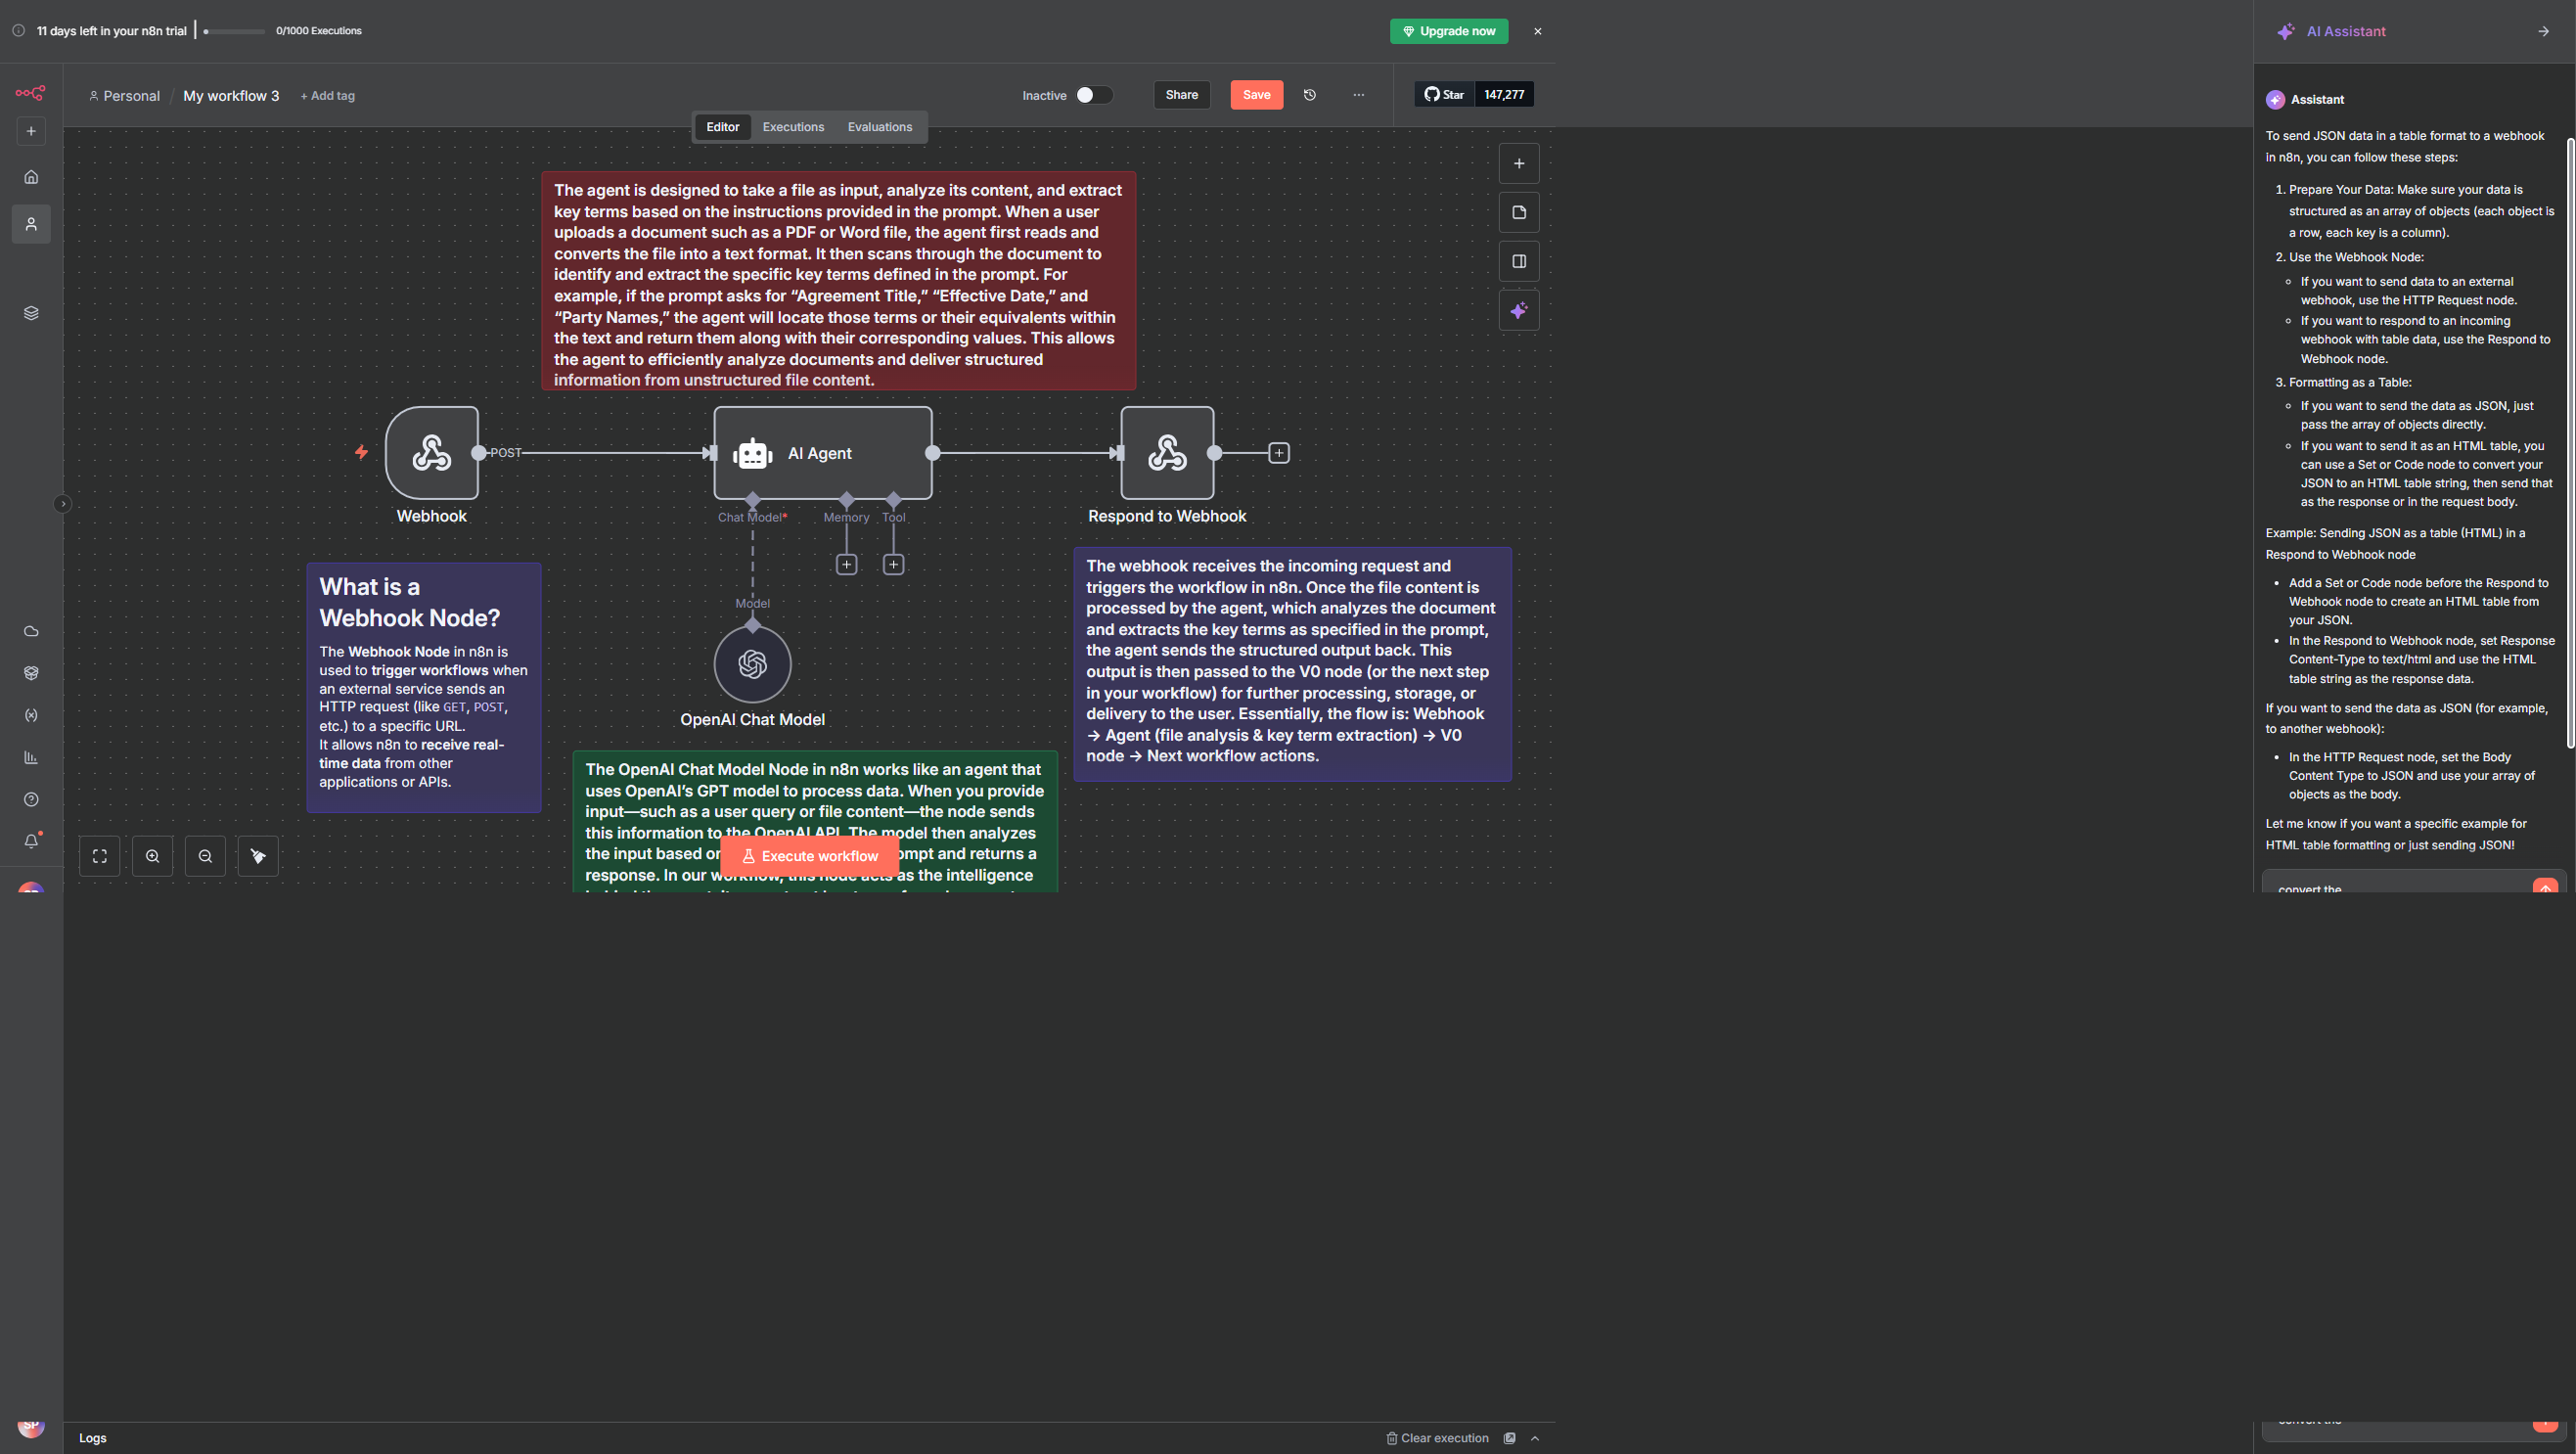 11 days left in your n8n trial
0/1000 Executions
Upgrade now
Personal / My workflow 3
+ Add tag
Inactive
Share
Save
Star
147,277
Editor
Executions
Evaluations
The agent is designed to take a file as input, analyze its content, and extract
key terms based on the instructions provided in the prompt. When a user
uploads a document such as a PDF or Word file, the agent first reads and
converts the file into a text format. It then scans through the document to
identify and extract the specific key terms defined in the prompt. For
example, if the prompt asks for “Agreement Title,” “Effective Date,” and
“Party Names,” the agent will locate those terms or their equivalents within
the text and return them along with their corresponding values. This allows
the agent to efficiently analyze documents and deliver structured
information from unstructured file content.
POST
AI Agent
Webhook
Chat Model*
Memory
Tool
Respond to Webhook
Model
OpenAI Chat Model
What is a
Webhook Node?
The Webhook Node in n8n is
used to trigger workflows when
an external service sends an
HTTP request (like GET, POST,
etc.) to a specific URL.
It allows n8n to receive real-
time data from other
applications or APIs.
The OpenAI Chat Model Node in n8n works like an agent that
uses OpenAI’s GPT model to process data. When you provide
input—such as a user query or file content—the node sends
this information to the OpenAI API. The model then analyzes
the input based or
ompt and returns a
response. In our workflow, this node acts as the intelligence
Execute workflow
The webhook receives the incoming request and
triggers the workflow in n8n. Once the file content is
processed by the agent, which analyzes the document
and extracts the key terms as specified in the prompt,
the agent sends the structured output back. This
output is then passed to the V0 node (or the next step
in your workflow) for further processing, storage, or
delivery to the user. Essentially, the flow is: Webhook
→ Agent (file analysis & key term extraction) → V0
node → Next workflow actions.
AI Assistant
Assistant
To send JSON data in a table format to a webhook
in n8n, you can follow these steps:
1. Prepare Your Data: Make sure your data is
structured as an array of objects (each object is
a row, each key is a column).
2. Use the Webhook Node:
If you want to send data to an external
webhook, use the HTTP Request node.
If you want to respond to an incoming
webhook with table data, use the Respond to
Webhook node.
3. Formatting as a Table:
If you want to send the data as JSON, just
pass the array of objects directly.
If you want to send it as an HTML table, you
can use a Set or Code node to convert your
JSON to an HTML table string, then send that
as the response or in the request body.
Example: Sending JSON as a table (HTML) in a
Respond to Webhook node
• Add a Set or Code node before the Respond to
Webhook node to create an HTML table from
your JSON.
• In the Respond to Webhook node, set Response
Content-Type to text/html and use the HTML
table string as the response data.
If you want to send the data as JSON (for example,
to another webhook):
• In the HTTP Request node, set the Body
Content Type to JSON and use your array of
objects as the body.
Let me know if you want a specific example for
HTML table formatting or just sending JSON!
convert the
SP
Logs
Clear execution